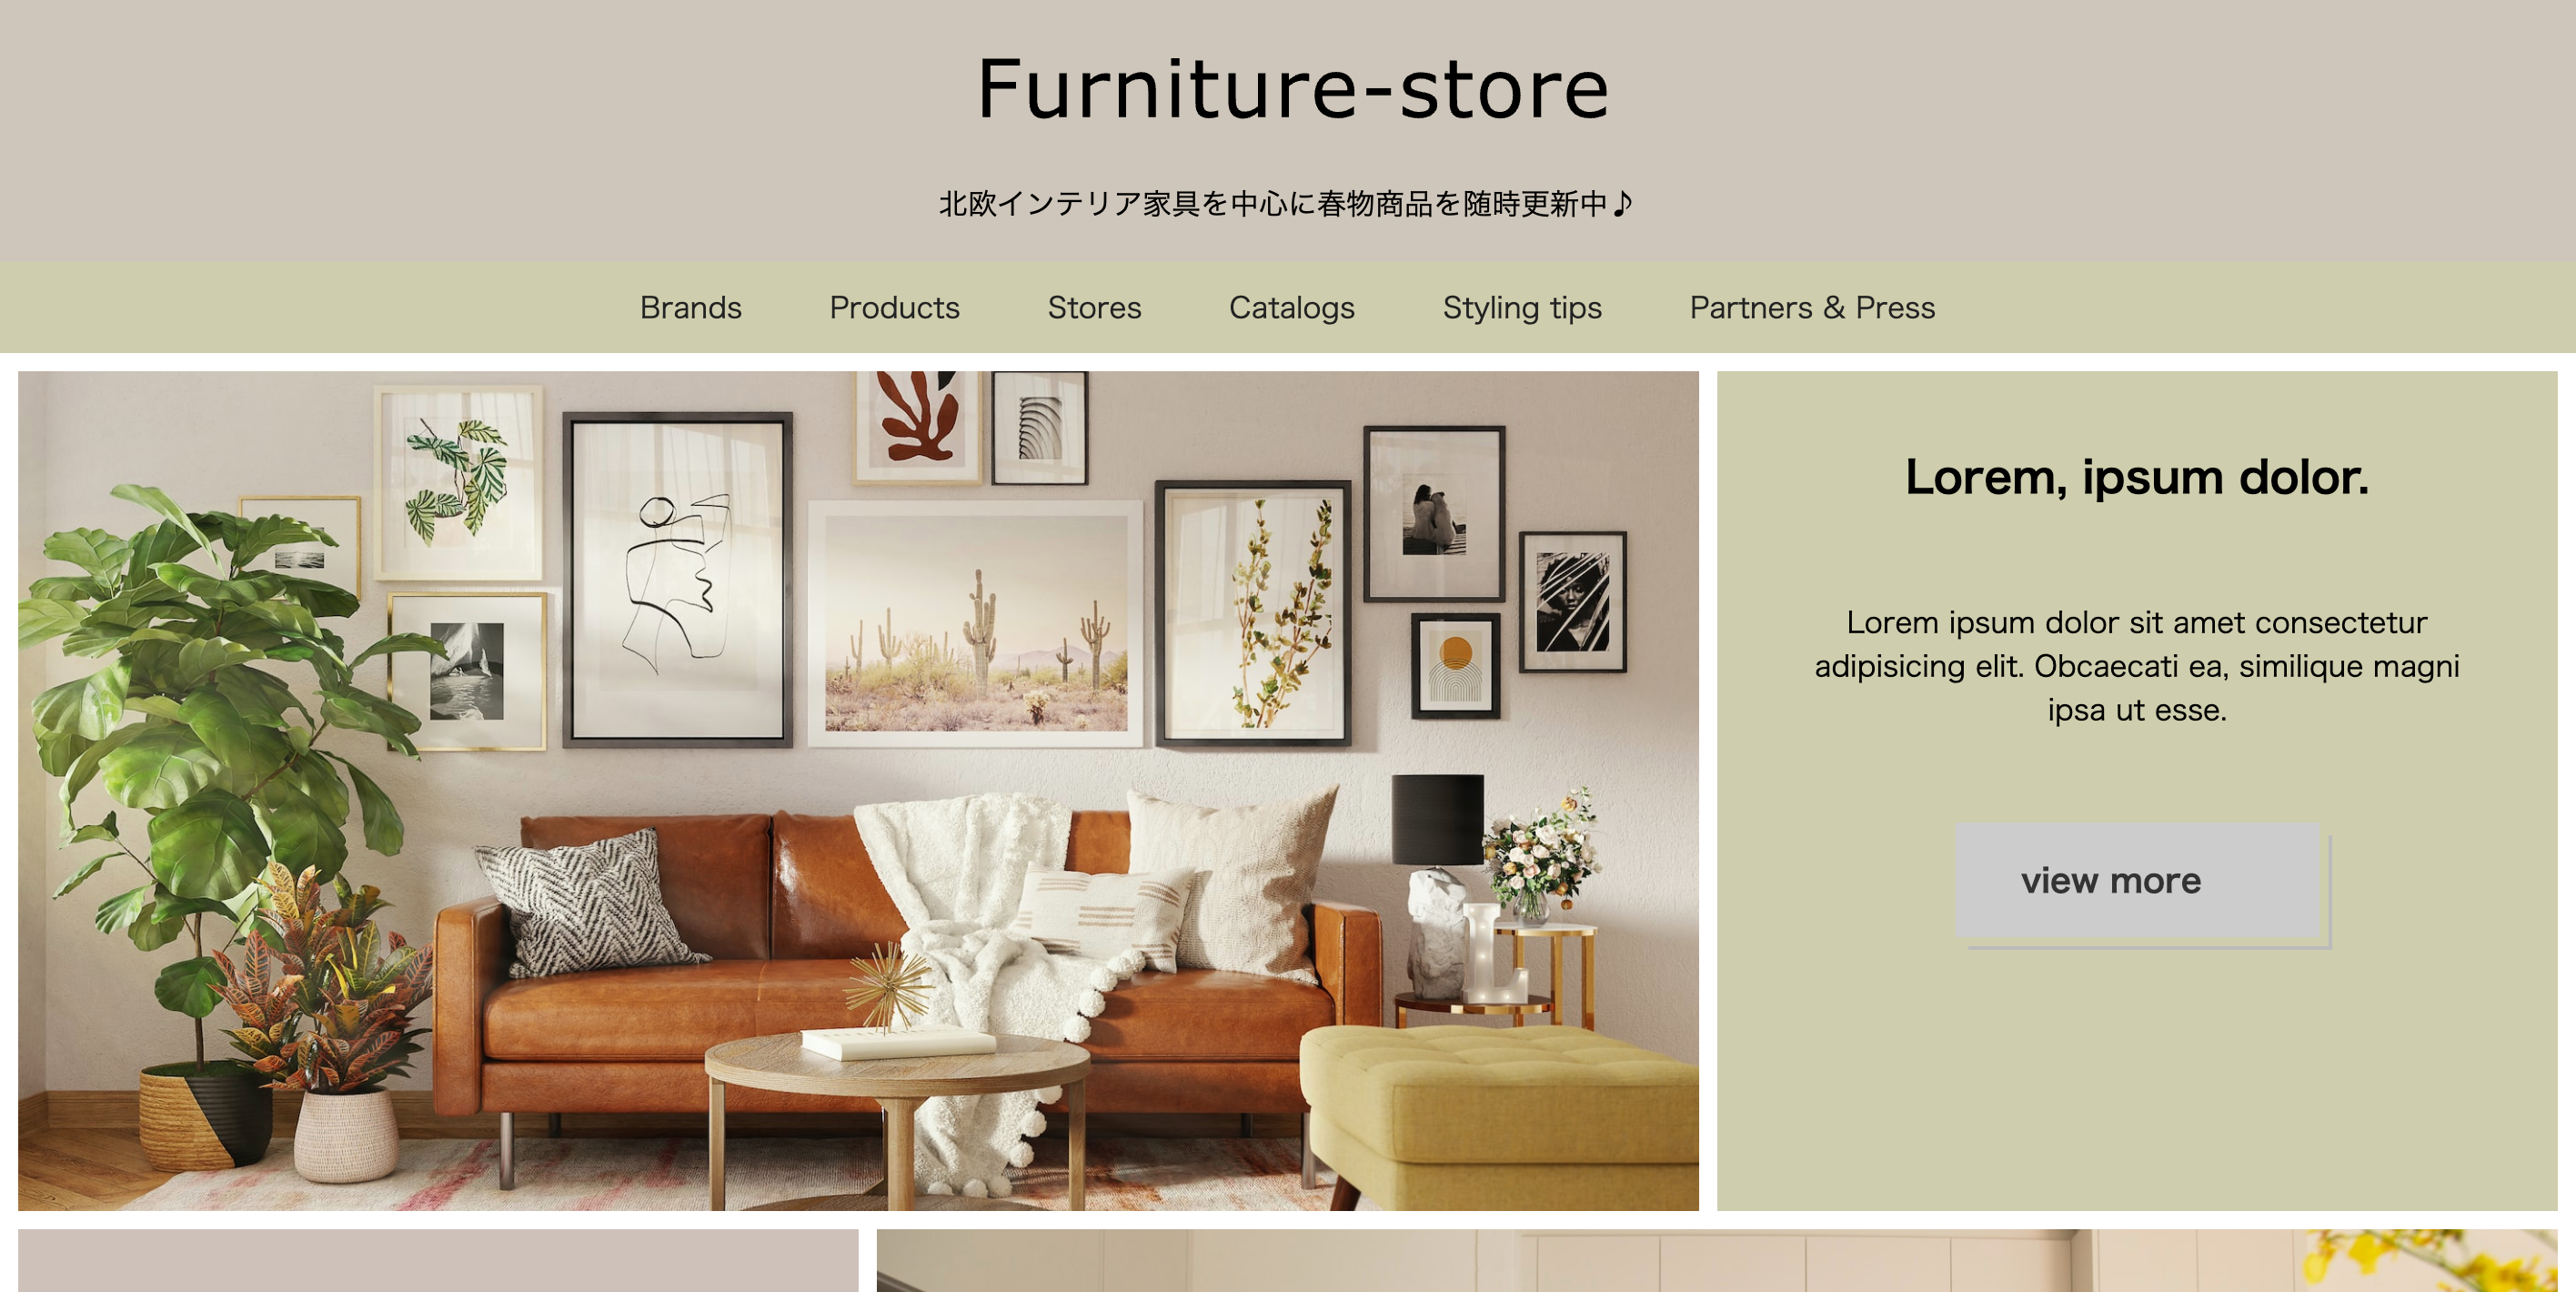 Furniture-store
北欧インテリア家具を中心に春物商品を随時更新中♪
Brands Products Stores Catalogs Styling tips Partners & Press
Lorem, ipsum dolor.
Lorem ipsum dolor sit amet consectetur
adipisicing elit. Obcaecati ea, similique magni
ipsa ut esse.
view more
L